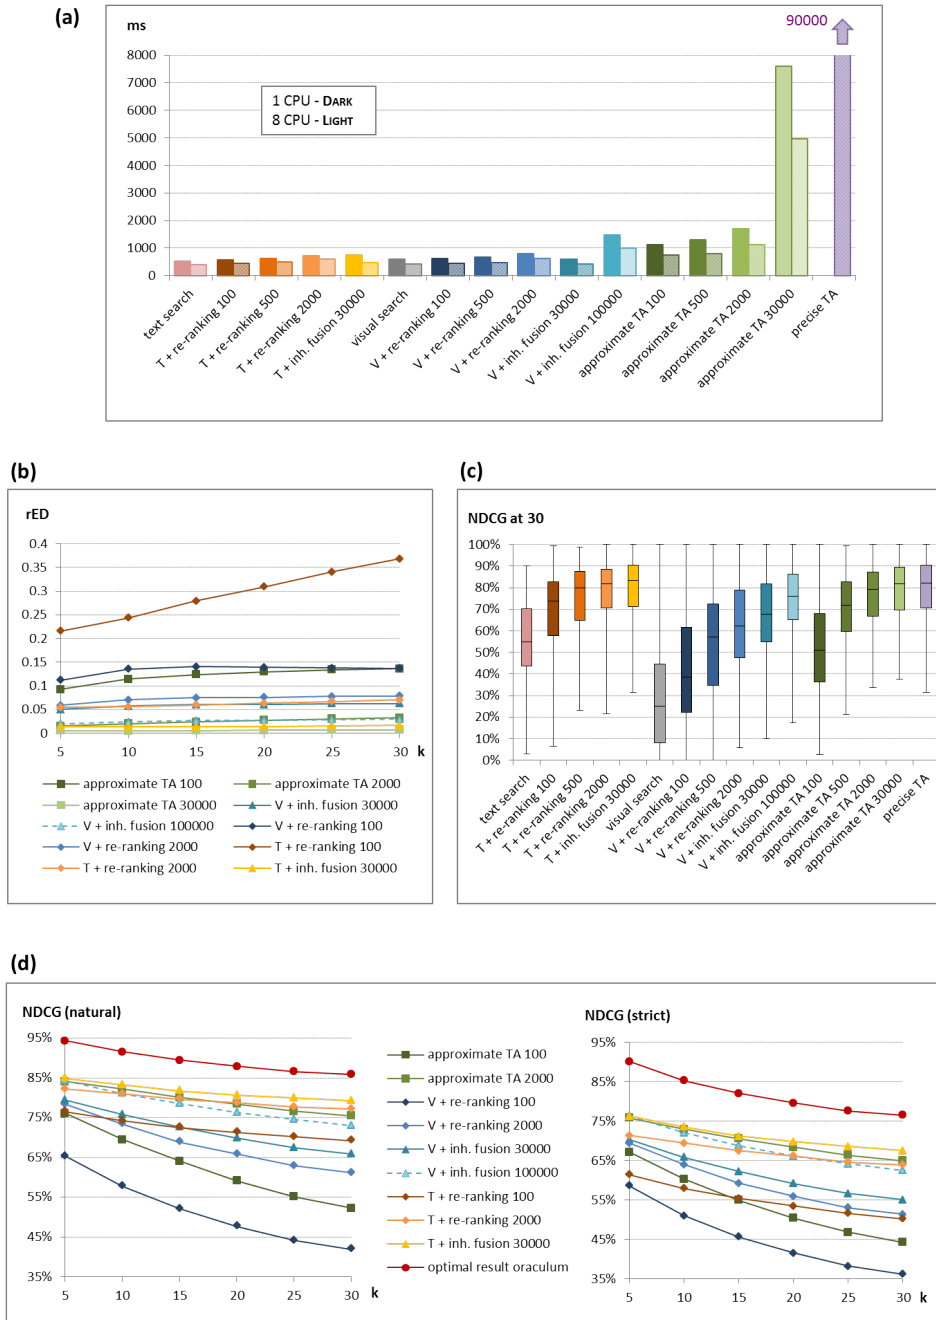 (a)
ms
90000
8000
7000
6000
5000
4000
3000
2000
1000
0
1 CPU - DARK
8 CPU - LIGHT
text search
T + re-ranking 100
T + re-ranking 500
T + re-ranking 2000
T + inh. fusion 30000
visual search
V + re-ranking 100
V + re-ranking 500
V + re-ranking 2000
V + inh. fusion 30000
V + inh. fusion 100000
approximate TA 100
approximate TA 500
approximate TA 2000
approximate TA 30000
precise TA
(b)
rED
0.4
0.35
0.3
0.25
0.2
0.15
0.1
0.05
0
5 10 15 20 25 30 k
approximate TA 100
approximate TA 2000
approximate TA 30000
V + inh. fusion 30000
V + inh. fusion 100000
V + re-ranking 100
V + re-ranking 2000
T + re-ranking 100
T + re-ranking 2000
T + inh. fusion 30000
(c)
NDCG at 30
100%
90%
80%
70%
60%
50%
40%
30%
20%
10%
0%
text search
T + re-ranking 100
T + re-ranking 500
T + re-ranking 2000
T + inh. fusion 30000
visual search
V + re-ranking 100
V + re-ranking 500
V + re-ranking 2000
V + inh. fusion 30000
V + inh. fusion 100000
approximate TA 100
approximate TA 500
approximate TA 2000
approximate TA 30000
precise TA
(d)
NDCG (natural)
95%
85%
75%
65%
55%
45%
35%
5 10 15 20 25 30 k
approximate TA 100
approximate TA 2000
V + re-ranking 100
V + re-ranking 2000
V + inh. fusion 30000
V + inh. fusion 100000
T + re-ranking 100
T + re-ranking 2000
T + inh. fusion 30000
optimal result oraculum
NDCG (strict)
95%
85%
75%
65%
55%
45%
35%
5 10 15 20 25 30 k